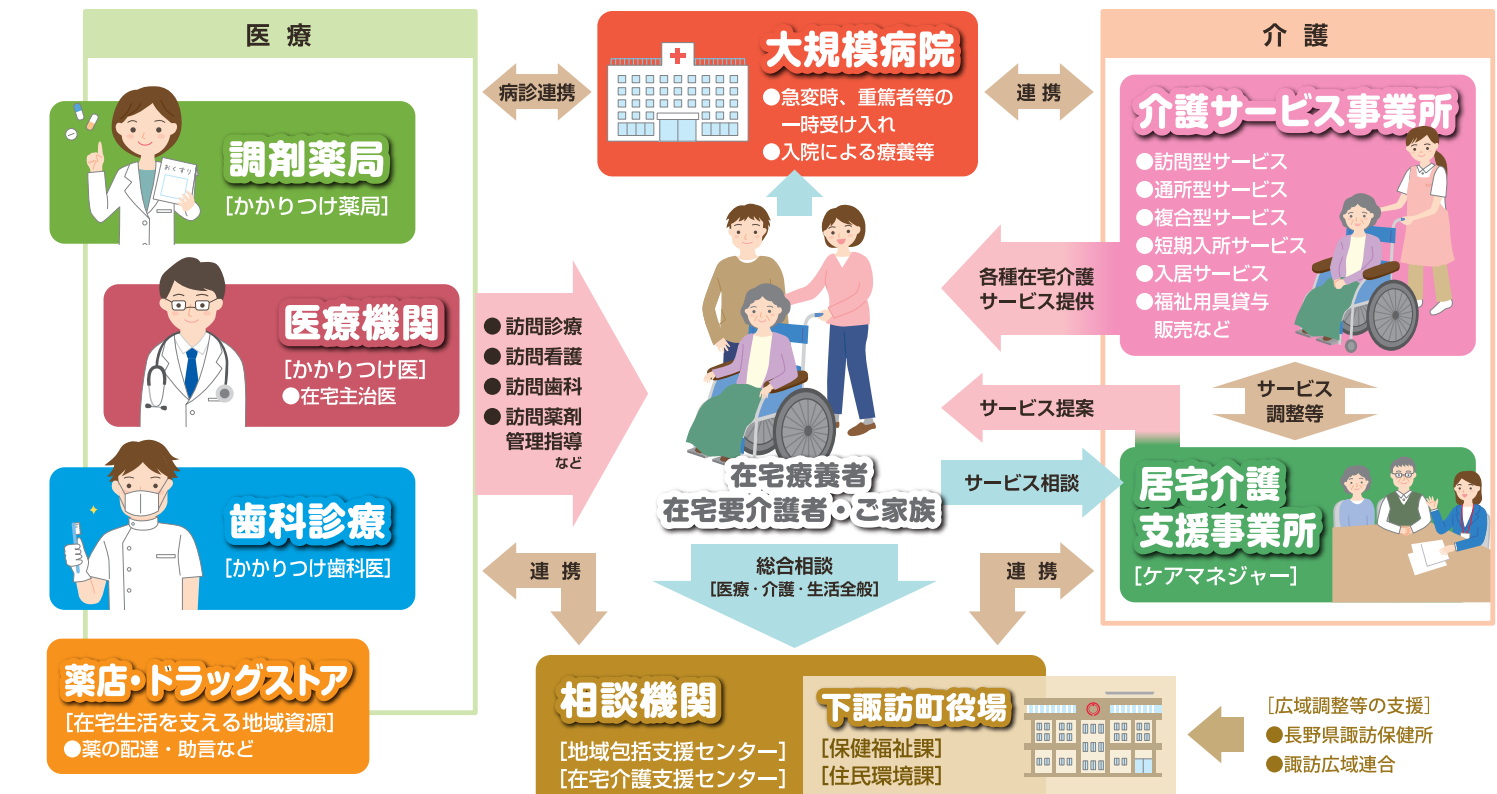 医療
調剤薬局
[かかりつけ薬局]
おくすり
医療機関
[かかりつけ医]
●在宅主治医
歯科診療
[かかりつけ歯科医]
薬店・ドラッグストア
[在宅生活を支える地域資源]
●薬の配達・助言など
病診連携
大規模病院
●急変時、重篤者等の
一時受け入れ
●入院による療養等
連携
●訪問診療
●訪問看護
●訪問歯科
●訪問薬剤
管理指導
など
在宅療養者
在宅要介護者・ご家族
各種在宅介護
サービス提供
サービス提案
サービス相談
介護
介護サービス事業所
●訪問型サービス
●通所型サービス
●複合型サービス
●短期入所サービス
●入居サービス
●福祉用具貸与
販売など
サービス
調整等
居宅介護
支援事業所
[ケアマネジャー]
連携
総合相談
[医療・介護・生活全般]
連携
相談機関
[地域包括支援センター]
[在宅介護支援センター]
下諏訪町役場
[保健福祉課]
[住民環境課]
[広域調整等の支援]
●長野県諏訪保健所
●諏訪広域連合